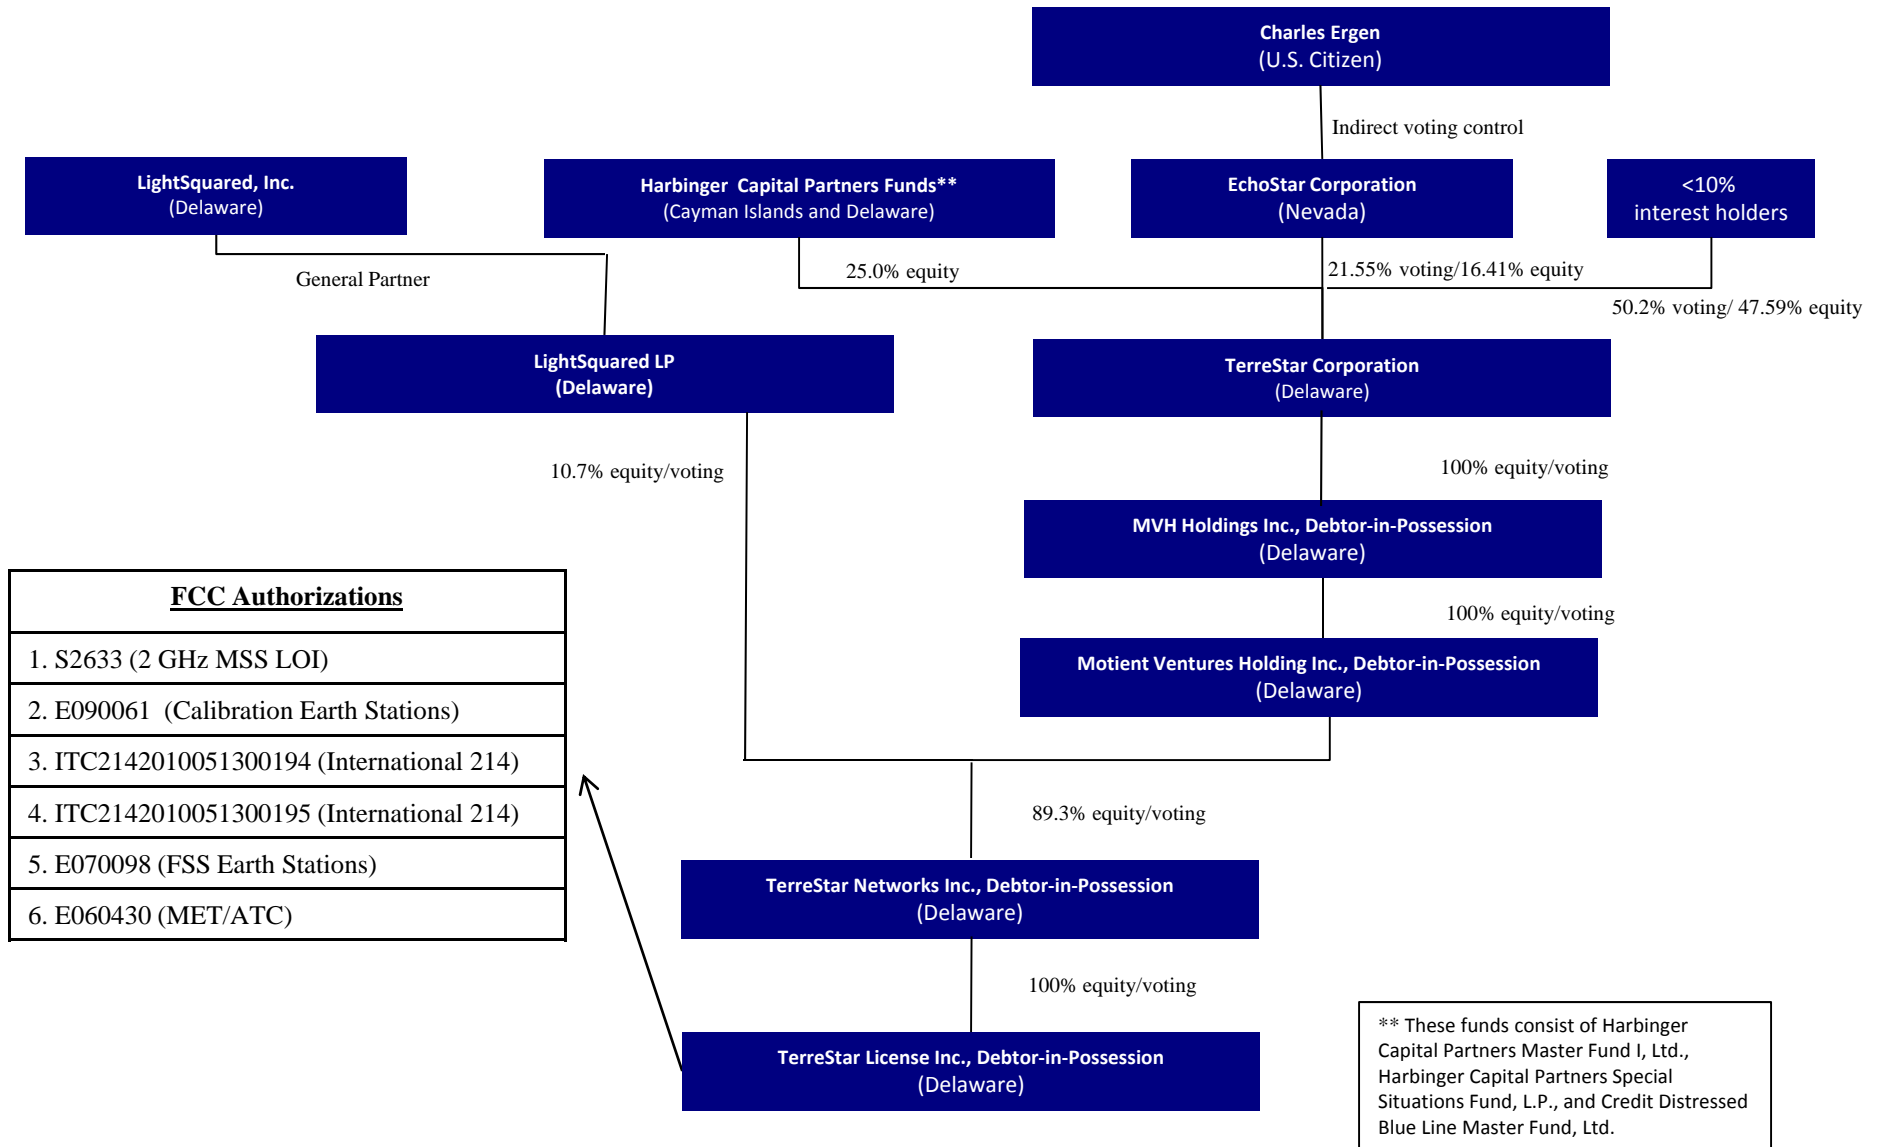 Charles Ergen
(U.S. Citizen)
Indirect voting control
LightSquared, Inc.
(Delaware)
Harbinger Capital Partners Funds**
(Cayman Islands and Delaware)
EchoStar Corporation
(Nevada)
<10%
interest holders
General Partner
25.0% equity
21.55% voting/16.41% equity
50.2% voting/ 47.59% equity
LightSquared LP
(Delaware)
TerreStar Corporation
(Delaware)
10.7% equity/voting
100% equity/voting
MVH Holdings Inc., Debtor-in-Possession
(Delaware)
100% equity/voting
Motient Ventures Holding Inc., Debtor-in-Possession
(Delaware)
FCC Authorizations
1. S2633 (2 GHz MSS LOI)
2. E090061 (Calibration Earth Stations)
3. ITC2142010051300194 (International 214)
4. ITC2142010051300195 (International 214)
5. E070098 (FSS Earth Stations)
6. E060430 (MET/ATC)
89.3% equity/voting
TerreStar Networks Inc., Debtor-in-Possession
(Delaware)
100% equity/voting
TerreStar License Inc., Debtor-in-Possession
(Delaware)
** These funds consist of Harbinger
Capital Partners Master Fund I, Ltd.,
Harbinger Capital Partners Special
Situations Fund, L.P., and Credit Distressed
Blue Line Master Fund, Ltd.